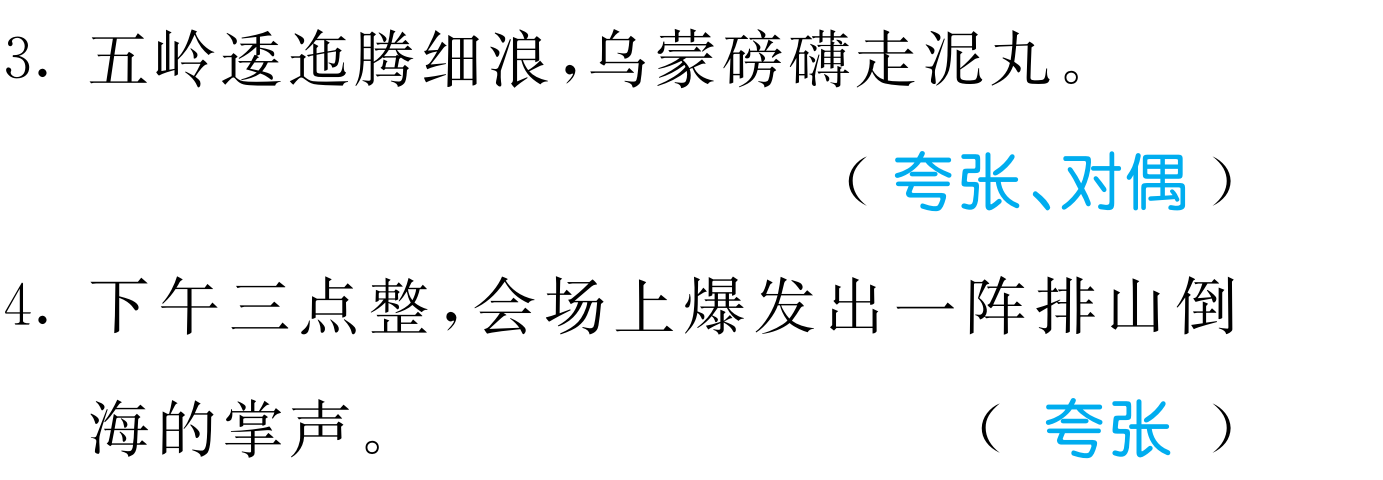 3. 五岭逶迤腾细浪,乌蒙磅礴走泥丸。
( 夸张、对偶 )
4. 下午三点整,会场上爆发出一阵排山倒
海的掌声。 ( 夸张 )